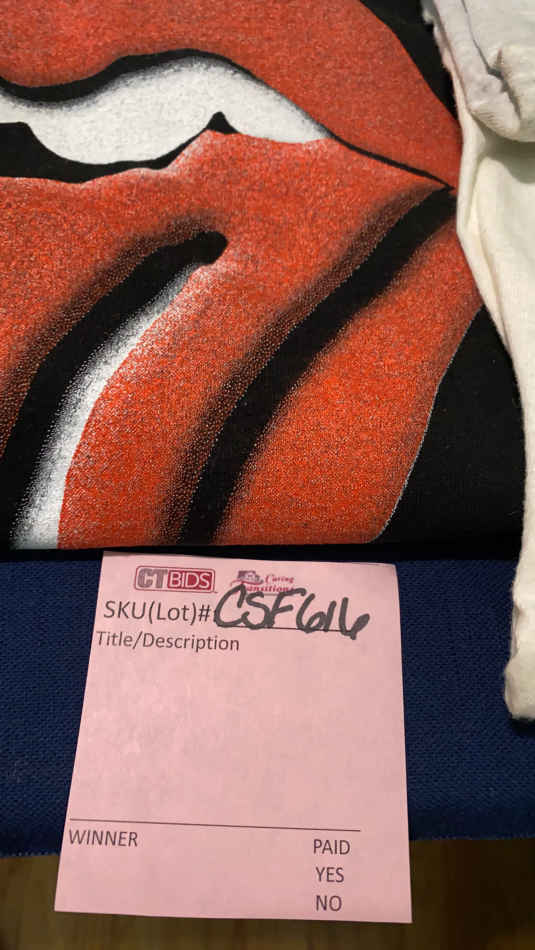 CTBIDS
Caring
Transitions
SKU(Lot)# CSF616
Title/Description
WINNER
PAID
YES
NO